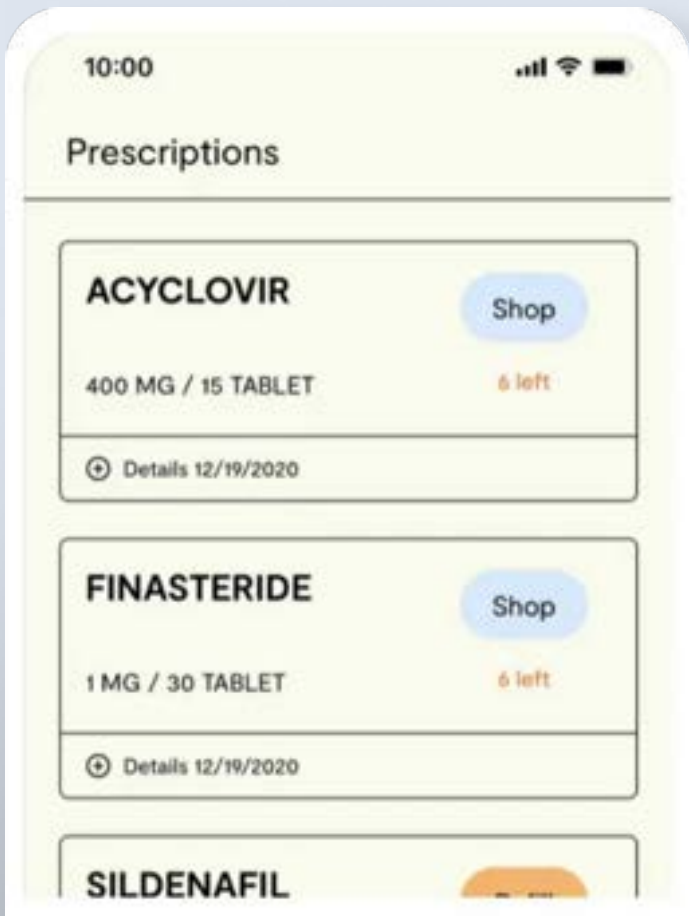 10:00
Prescriptions
ACYCLOVIR
Shop
400 MG / 15 TABLET
6 left
Details 12/19/2020
FINASTERIDE
Shop
1 MG / 30 TABLET
6 left
Details 12/19/2020
SILDENAFIL